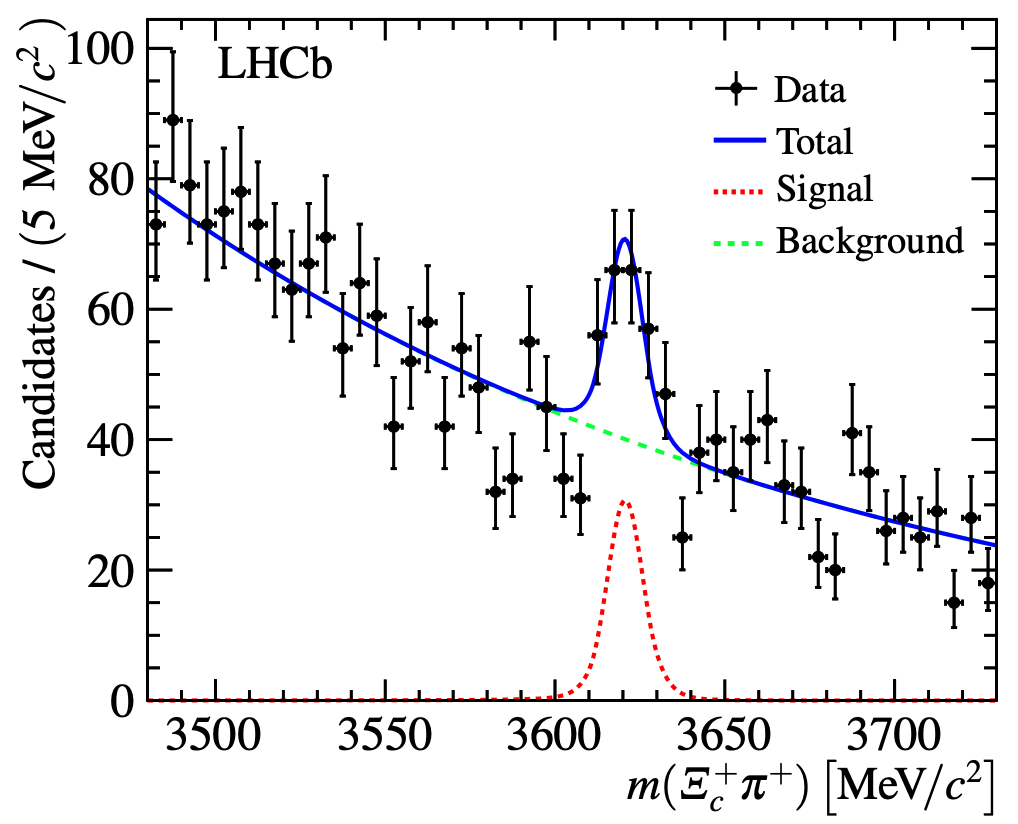 Candidates / (5 MeV/c²)
100
80
60
40
20
0
LHCb
Data
Total
Signal
Background
3500 3550 3600 3650 3700
m(Ξc⁺π⁺) [MeV/c²]